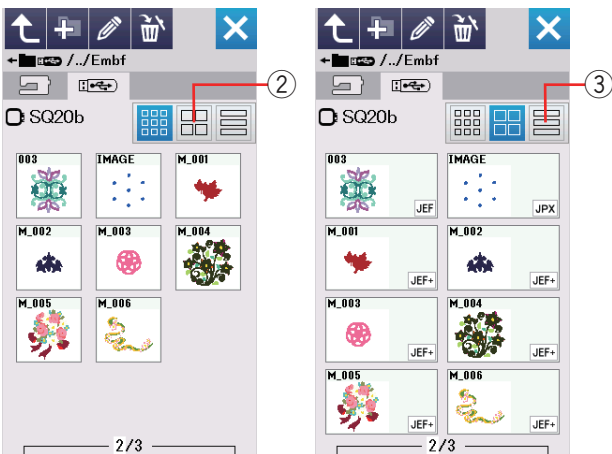 ←/../Embf
SQ20b
②
003 IMAGE M_001
M_002 M_003 M_004
M_005 M_006
2/3
←/../Embf
SQ20b
③
003 IMAGE
JEF JPX
M_001 M_002
JEF+ JEF+
M_003 M_004
JEF+ JEF+
M_005 M_006
JEF+ JEF+
2/3